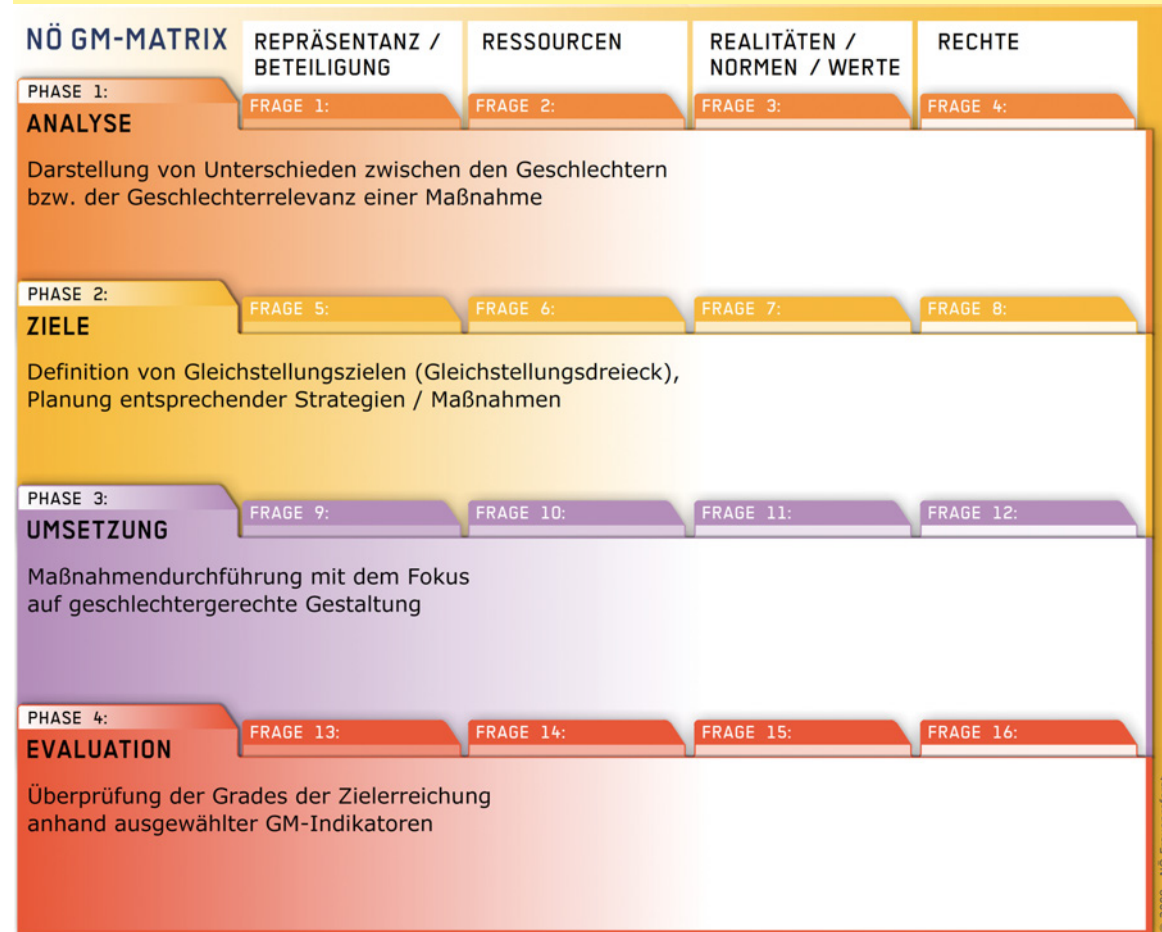 NÖ GM-MATRIX
REPRÄSENTANZ /
BETEILIGUNG
RESSOURCEN
REALITÄTEN /
NORMEN / WERTE
RECHTE
PHASE 1:
ANALYSE
FRAGE 1:
FRAGE 2:
FRAGE 3:
FRAGE 4:
Darstellung von Unterschieden zwischen den Geschlechtern
bzw. der Geschlechterrelevanz einer Maßnahme
PHASE 2:
ZIELE
FRAGE 5:
FRAGE 6:
FRAGE 7:
FRAGE 8:
Definition von Gleichstellungszielen (Gleichstellungsdreieck),
Planung entsprechender Strategien / Maßnahmen
PHASE 3:
UMSETZUNG
FRAGE 9:
FRAGE 10:
FRAGE 11:
FRAGE 12:
Maßnahmendurchführung mit dem Fokus
auf geschlechtergerechte Gestaltung
PHASE 4:
EVALUATION
FRAGE 13:
FRAGE 14:
FRAGE 15:
FRAGE 16:
Überprüfung der Grades der Zielerreichung
anhand ausgewählter GM-Indikatoren